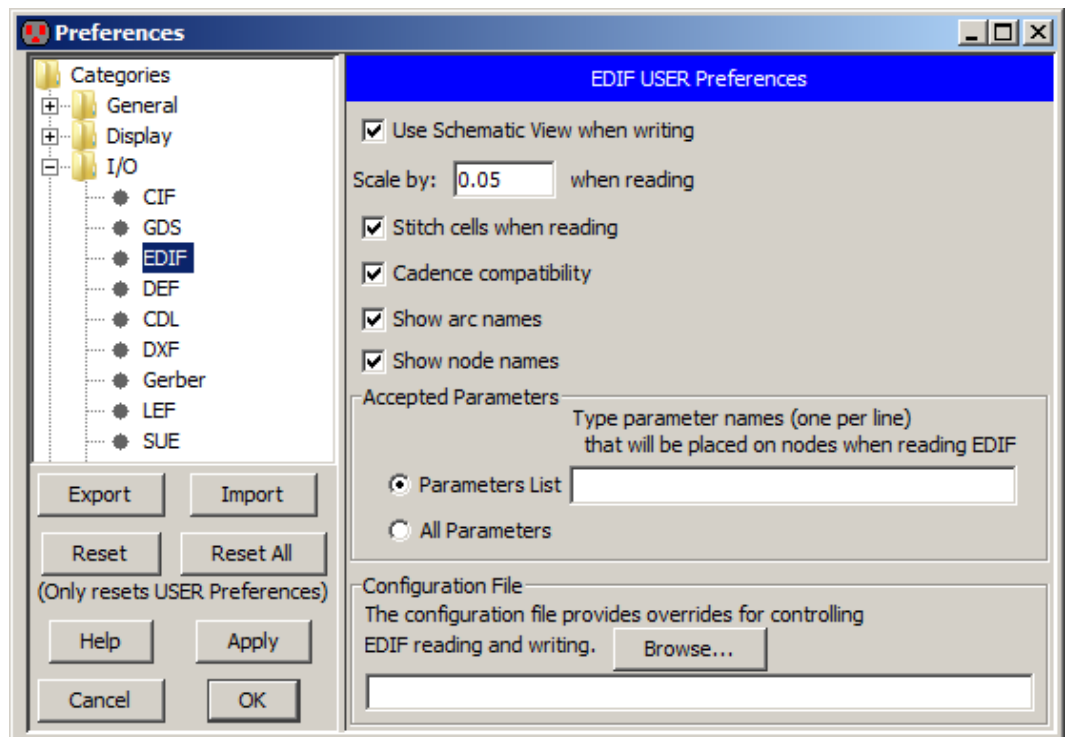 Preferences
Categories
General
Display
I/O
CIF
GDS
EDIF
DEF
CDL
DXF
Gerber
LEF
SUE
Export Import
Reset Reset All
(Only resets USER Preferences)
Help Apply
Cancel OK
EDIF USER Preferences
Use Schematic View when writing
Scale by: 0.05 when reading
Stitch cells when reading
Cadence compatibility
Show arc names
Show node names
Accepted Parameters
Type parameter names (one per line)
that will be placed on nodes when reading EDIF
Parameters List
All Parameters
Configuration File
The configuration file provides overrides for controlling
EDIF reading and writing. Browse...